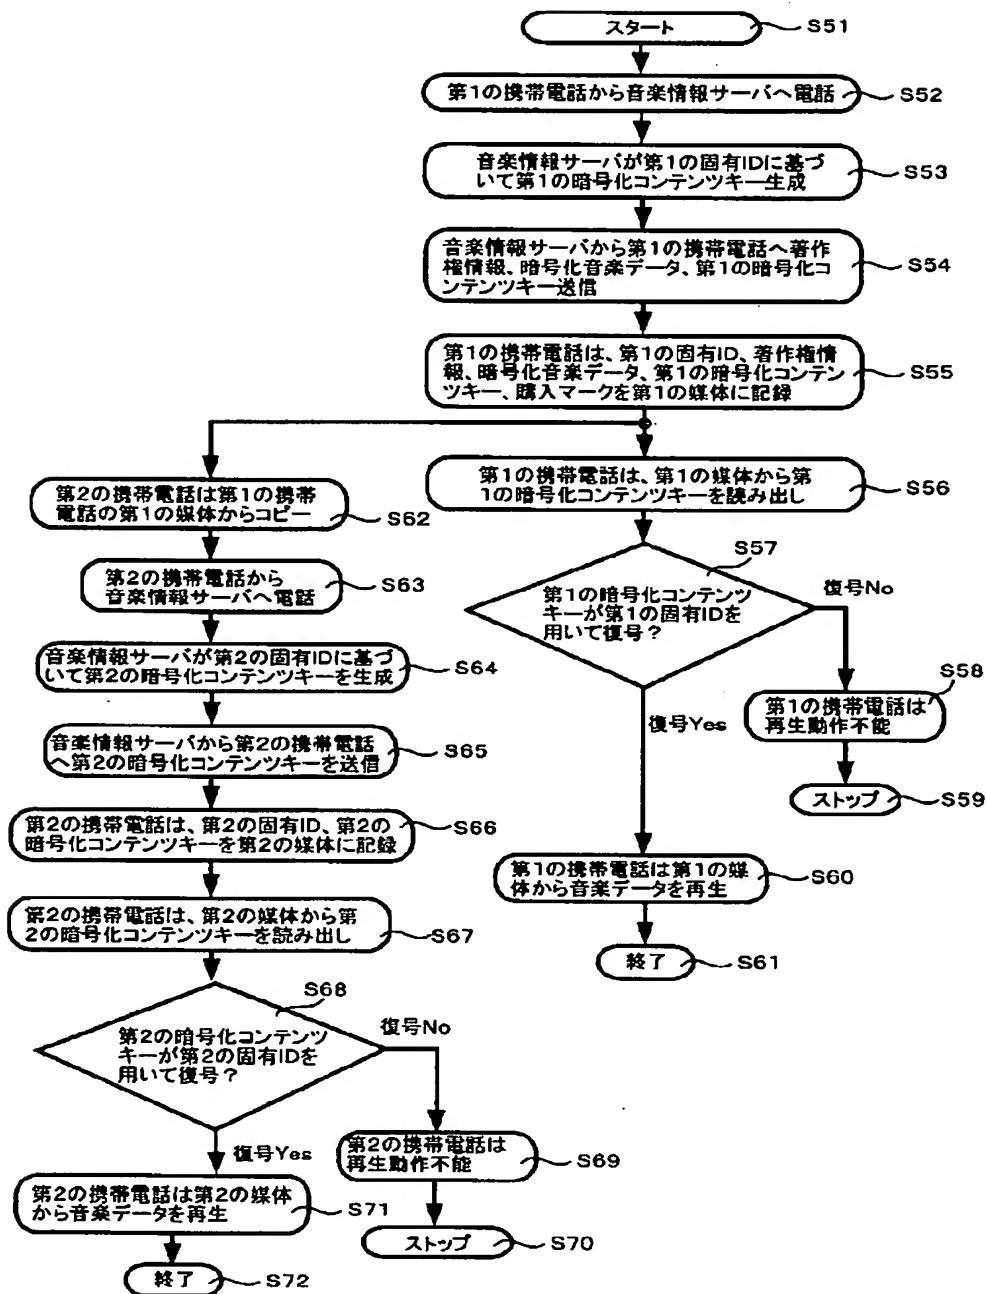 スタート
S51
第1の携帯電話から音楽情報サーバへ電話
S52
音楽情報サーバが第1の固有IDに基づ
いて第1の暗号化コンテンツキー生成
S53
音楽情報サーバから第1の携帯電話へ著作
権情報、暗号化音楽データ、第1の暗号化コ
ンテンツキー送信
S54
第1の携帯電話は、第1の固有ID、著作権情
報、暗号化音楽データ、第1の暗号化コンテン
ツキー、購入マークを第1の媒体に記録
S55
第1の携帯電話は、第1の媒体から第
1の暗号化コンテンツキーを読み出し
S56
S57
第1の暗号化コンテンツ
キーが第1の固有IDを
用いて復号？
復号No
復号Yes
S58
第1の携帯電話は
再生動作不能
ストップ
S59
第1の携帯電話は第1の媒
体から音楽データを再生
S60
終了
S61
第2の携帯電話は第1の携帯
電話の第1の媒体からコピー
S62
第2の携帯電話から
音楽情報サーバへ電話
S63
音楽情報サーバが第2の固有IDに基づ
いて第2の暗号化コンテンツキーを生成
S64
音楽情報サーバから第2の携帯電話
へ第2の暗号化コンテンツキーを送信
S65
第2の携帯電話は、第2の固有ID、第2の
暗号化コンテンツキーを第2の媒体に記録
S66
第2の携帯電話は、第2の媒体から第
2の暗号化コンテンツキーを読み出し
S67
S68
第2の暗号化コンテンツ
キーが第2の固有IDを
用いて復号？
復号No
復号Yes
第2の携帯電話は
再生動作不能
S69
ストップ
S70
第2の携帯電話は第2の媒体
から音楽データを再生
S71
終了
S72